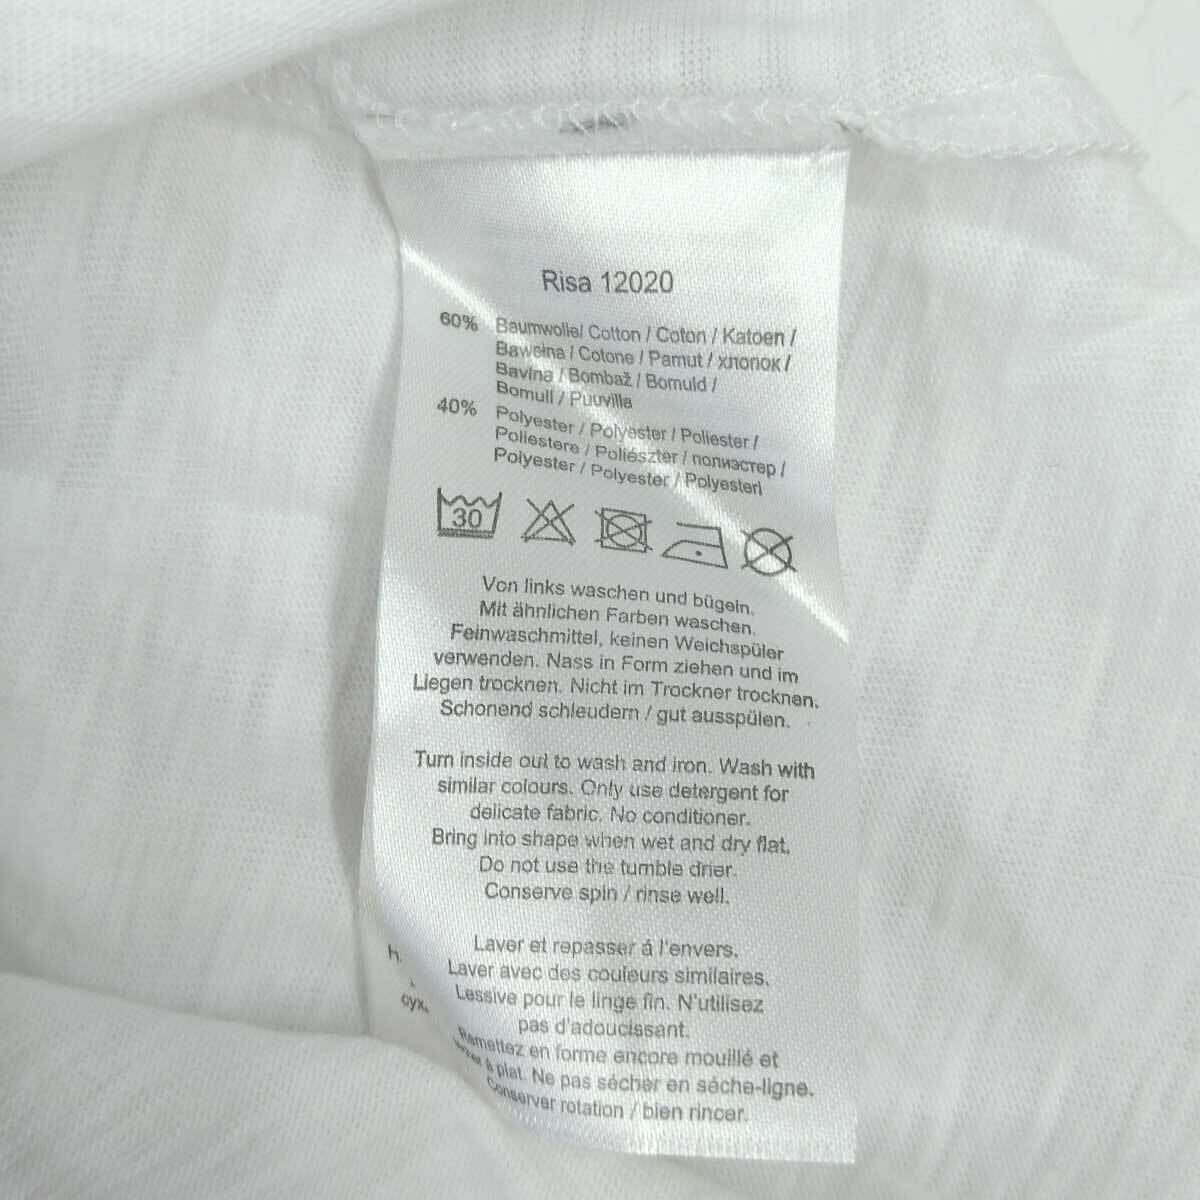 Risa 12020
60% Baumwolle/ Cotton / Coton / Katoen /
Bawełna / Cotone / Pamut / хлопок /
Bavlna / Bombaž / Bomuld /
Bomull / Puuvilla
40% Polyester / Polyester / Poliester /
Poliestere / Poliészter / полиэстер /
Polyester / Polyester / Polyesteri
30
Von links waschen und bügeln.
Mit ähnlichen Farben waschen.
Feinwaschmittel, keinen Weichspüler
verwenden. Nass in Form ziehen und im
Liegen trocknen. Nicht im Trockner trocknen.
Schonend schleudern / gut ausspülen.
Turn inside out to wash and iron. Wash with
similar colours. Only use detergent for
delicate fabric. No conditioner.
Bring into shape when wet and dry flat.
Do not use the tumble drier.
Conserve spin / rinse well.
Laver et repasser á l'envers.
Laver avec des couleurs similaires.
Lessive pour le linge fin. N'utilisez
pas d'adoucissant.
Remettez en forme encore mouillé et
à plat. Ne pas sécher en séche-ligne.
Conserver rotation / bien rincer.
h.
сух.